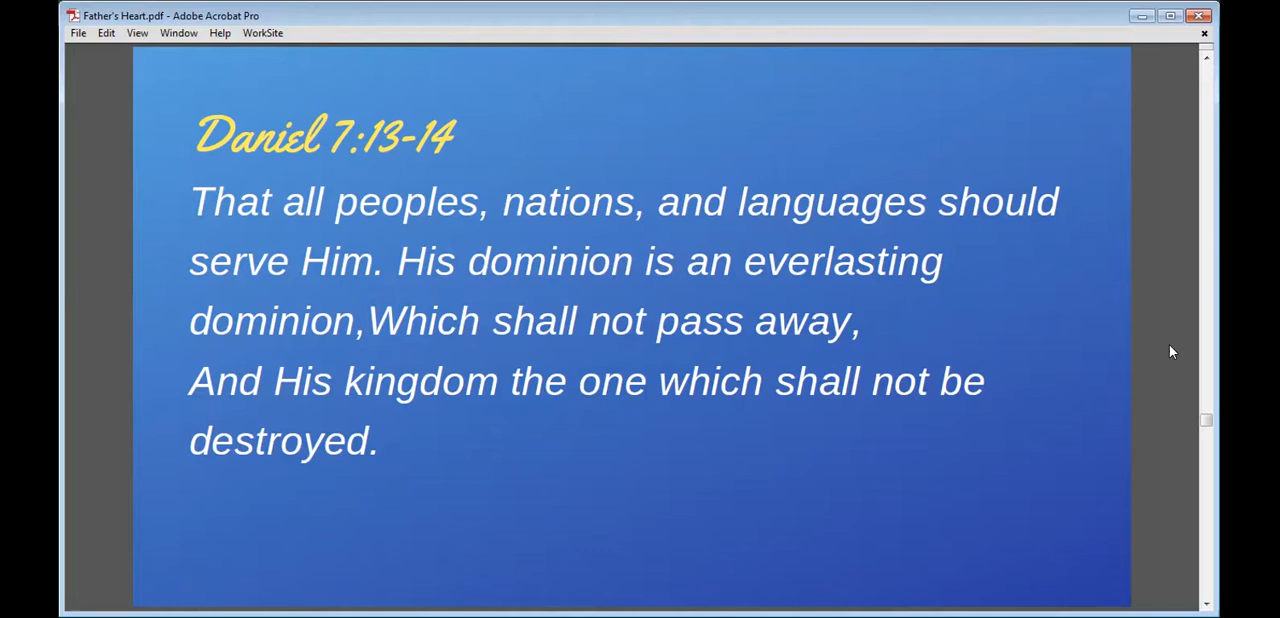 Father's Heart.pdf - Adobe Acrobat Pro
File Edit View Window Help WorkSite
Daniel 7:13-14
That all peoples, nations, and languages should
serve Him. His dominion is an everlasting
dominion,Which shall not pass away,
And His kingdom the one which shall not be
destroyed.